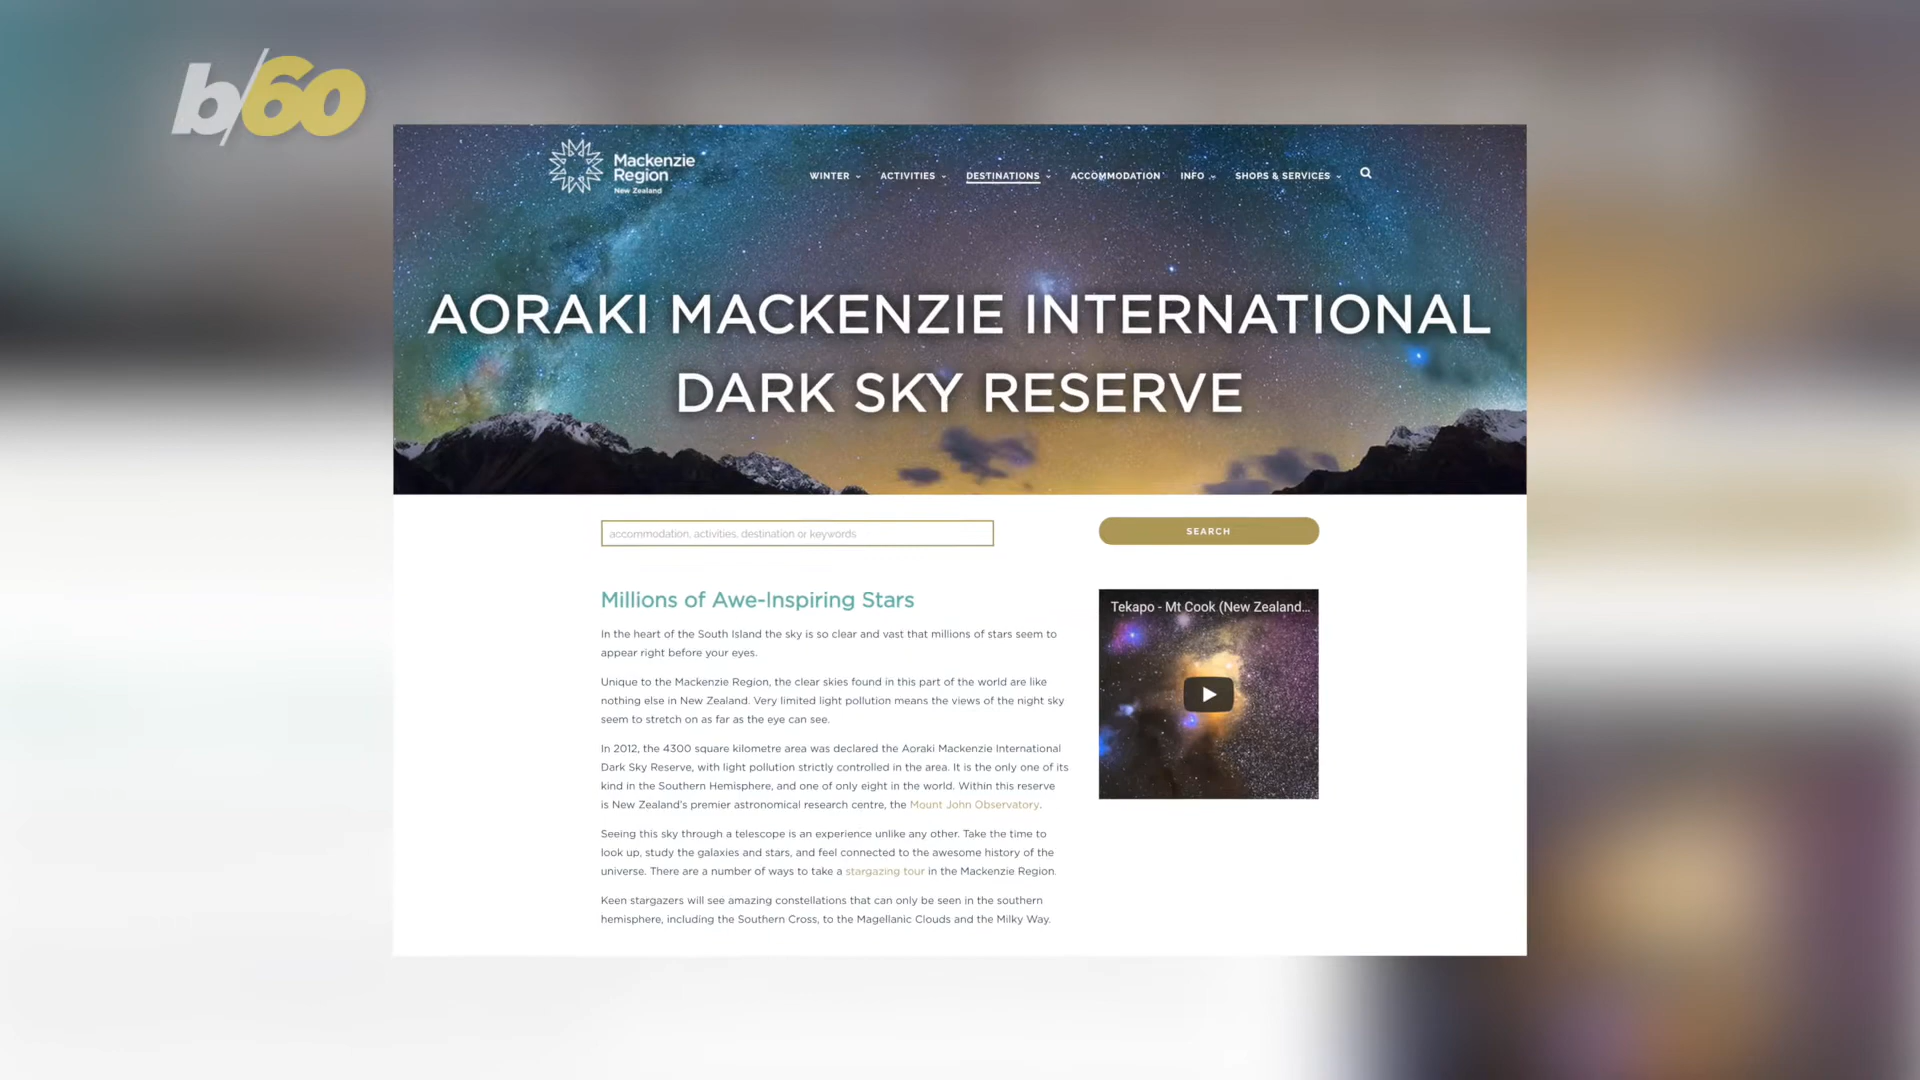 b/60
Mackenzie
Region
New Zealand
WINTER ACTIVITIES DESTINATIONS ACCOMMODATION INFO SHOPS & SERVICES
AORAKI MACKENZIE INTERNATIONAL
DARK SKY RESERVE
accommodation, activities, destination or keywords
SEARCH
Millions of Awe-Inspiring Stars
In the heart of the South Island the sky is so clear and vast that millions of stars seem to
appear right before your eyes.
Unique to the Mackenzie Region, the clear skies found in this part of the world are like
nothing else in New Zealand. Very limited light pollution means the views of the night sky
seem to stretch on as far as the eye can see.
In 2012, the 4300 square kilometre area was declared the Aoraki Mackenzie International
Dark Sky Reserve, with light pollution strictly controlled in the area. It is the only one of its
kind in the Southern Hemisphere, and one of only eight in the world. Within this reserve
is New Zealand's premier astronomical research centre, the Mount John Observatory.
Seeing this sky through a telescope is an experience unlike any other. Take the time to
look up, study the galaxies and stars, and feel connected to the awesome history of the
universe. There are a number of ways to take a stargazing tour in the Mackenzie Region.
Keen stargazers will see amazing constellations that can only be seen in the southern
hemisphere, including the Southern Cross, to the Magellanic Clouds and the Milky Way.
Tekapo - Mt Cook (New Zealand...